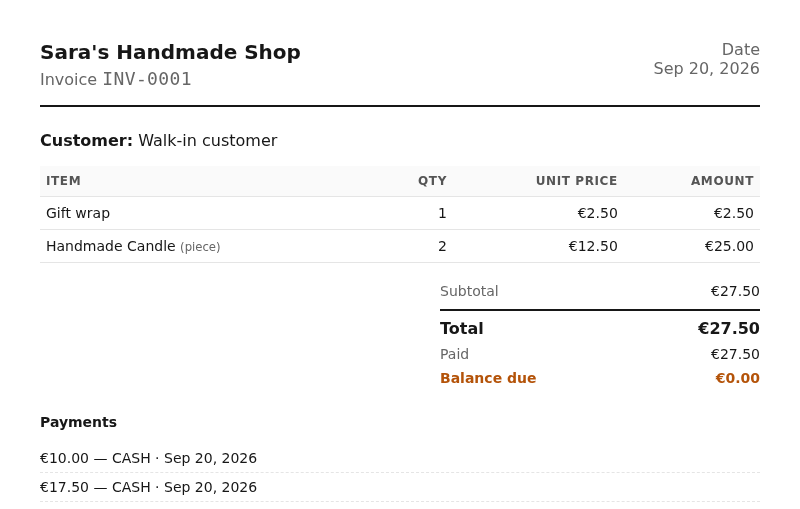 Sara's Handmade Shop
Invoice INV-0001
Date
Sep 20, 2026
Customer: Walk-in customer
ITEM QTY UNIT PRICE AMOUNT
Gift wrap 1 €2.50 €2.50
Handmade Candle (piece) 2 €12.50 €25.00
Subtotal €27.50
Total €27.50
Paid €27.50
Balance due €0.00
Payments
€10.00 — CASH · Sep 20, 2026
€17.50 — CASH · Sep 20, 2026